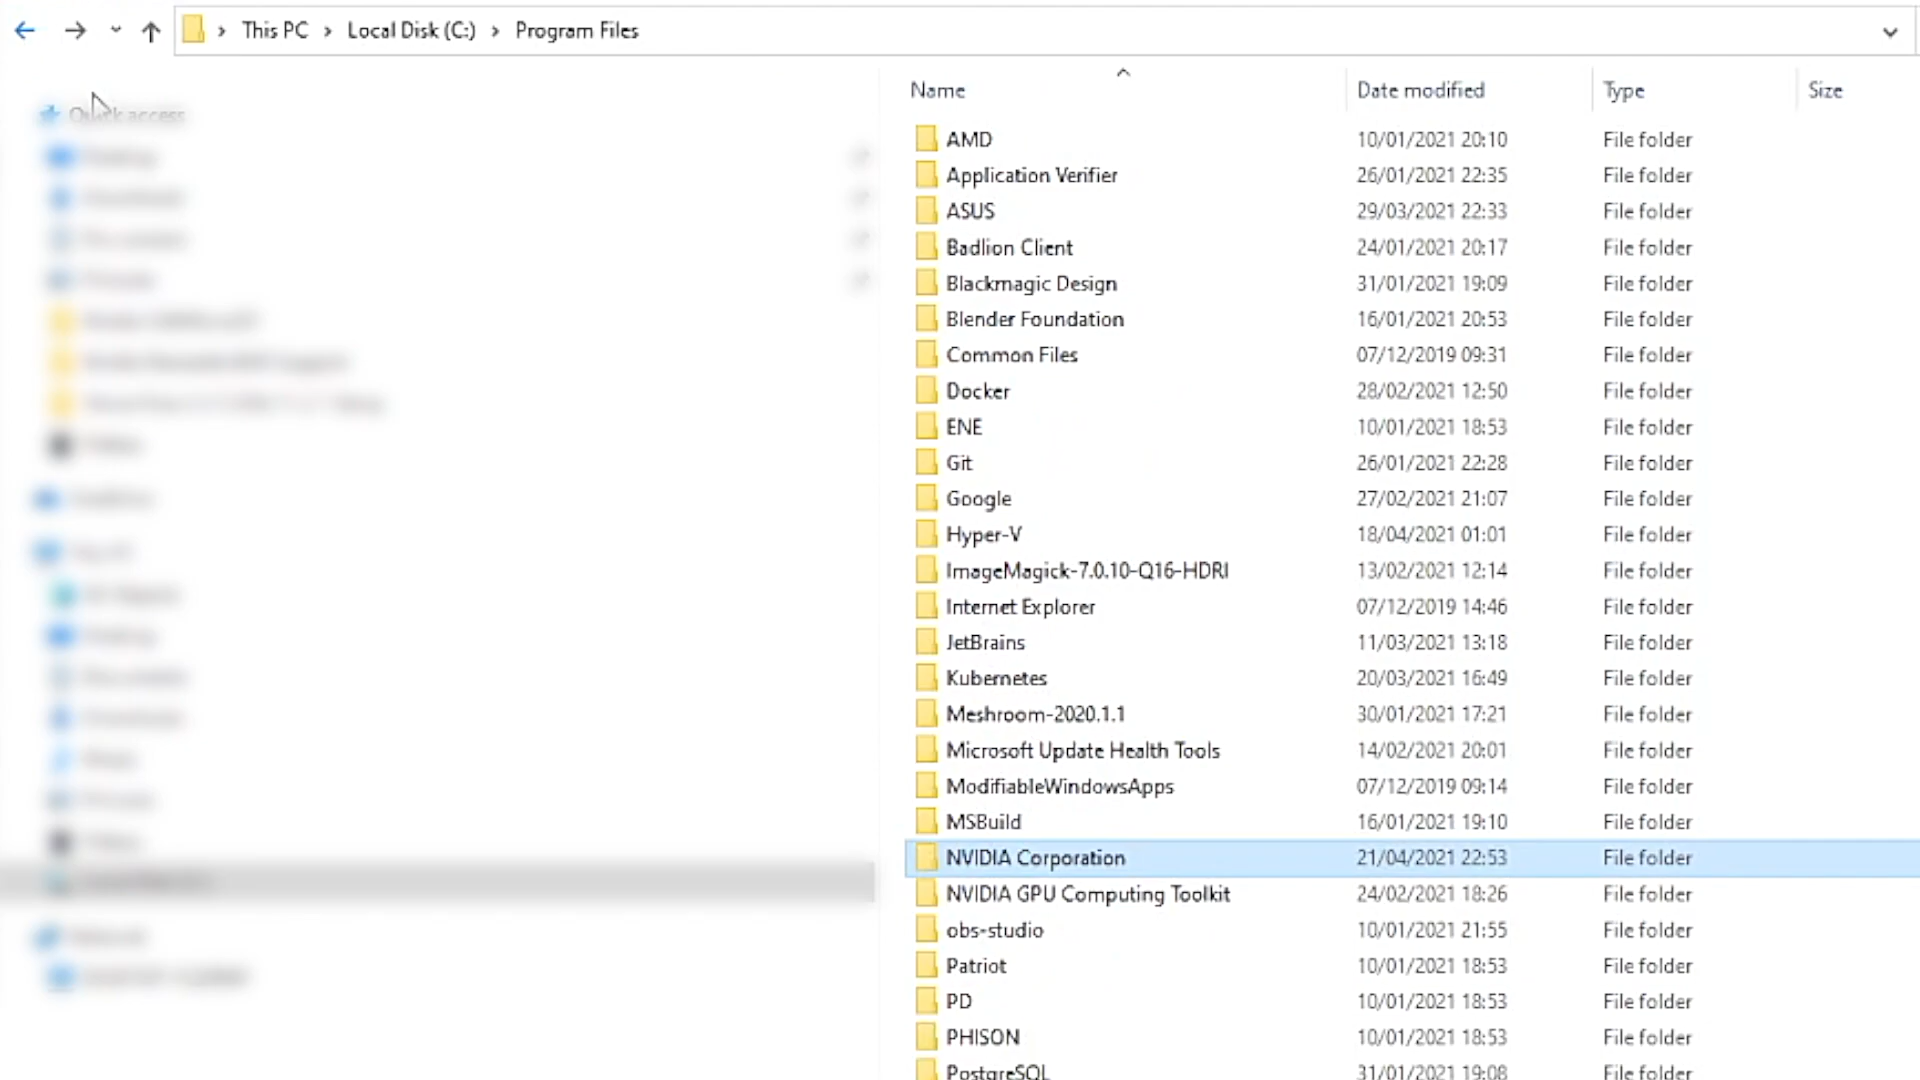 This PC > Local Disk (C:) > Program Files
Quick access
Name Date modified Type Size
AMD 10/01/2021 20:10 File folder
Application Verifier 26/01/2021 22:35 File folder
ASUS 29/03/2021 22:33 File folder
Badlion Client 24/01/2021 20:17 File folder
Blackmagic Design 31/01/2021 19:09 File folder
Blender Foundation 16/01/2021 20:53 File folder
Common Files 07/12/2019 09:31 File folder
Docker 28/02/2021 12:50 File folder
ENE 10/01/2021 18:53 File folder
Git 26/01/2021 22:28 File folder
Google 27/02/2021 21:07 File folder
Hyper-V 18/04/2021 01:01 File folder
ImageMagick-7.0.10-Q16-HDRI 13/02/2021 12:14 File folder
Internet Explorer 07/12/2019 14:46 File folder
JetBrains 11/03/2021 13:18 File folder
Kubernetes 20/03/2021 16:49 File folder
Meshroom-2020.1.1 30/01/2021 17:21 File folder
Microsoft Update Health Tools 14/02/2021 20:01 File folder
ModifiableWindowsApps 07/12/2019 09:14 File folder
MSBuild 16/01/2021 19:10 File folder
NVIDIA Corporation 21/04/2021 22:53 File folder
NVIDIA GPU Computing Toolkit 24/02/2021 18:26 File folder
obs-studio 10/01/2021 21:55 File folder
Patriot 10/01/2021 18:53 File folder
PD 10/01/2021 18:53 File folder
PHISON 10/01/2021 18:53 File folder
PostgreSQL 31/01/2021 19:08 File folder